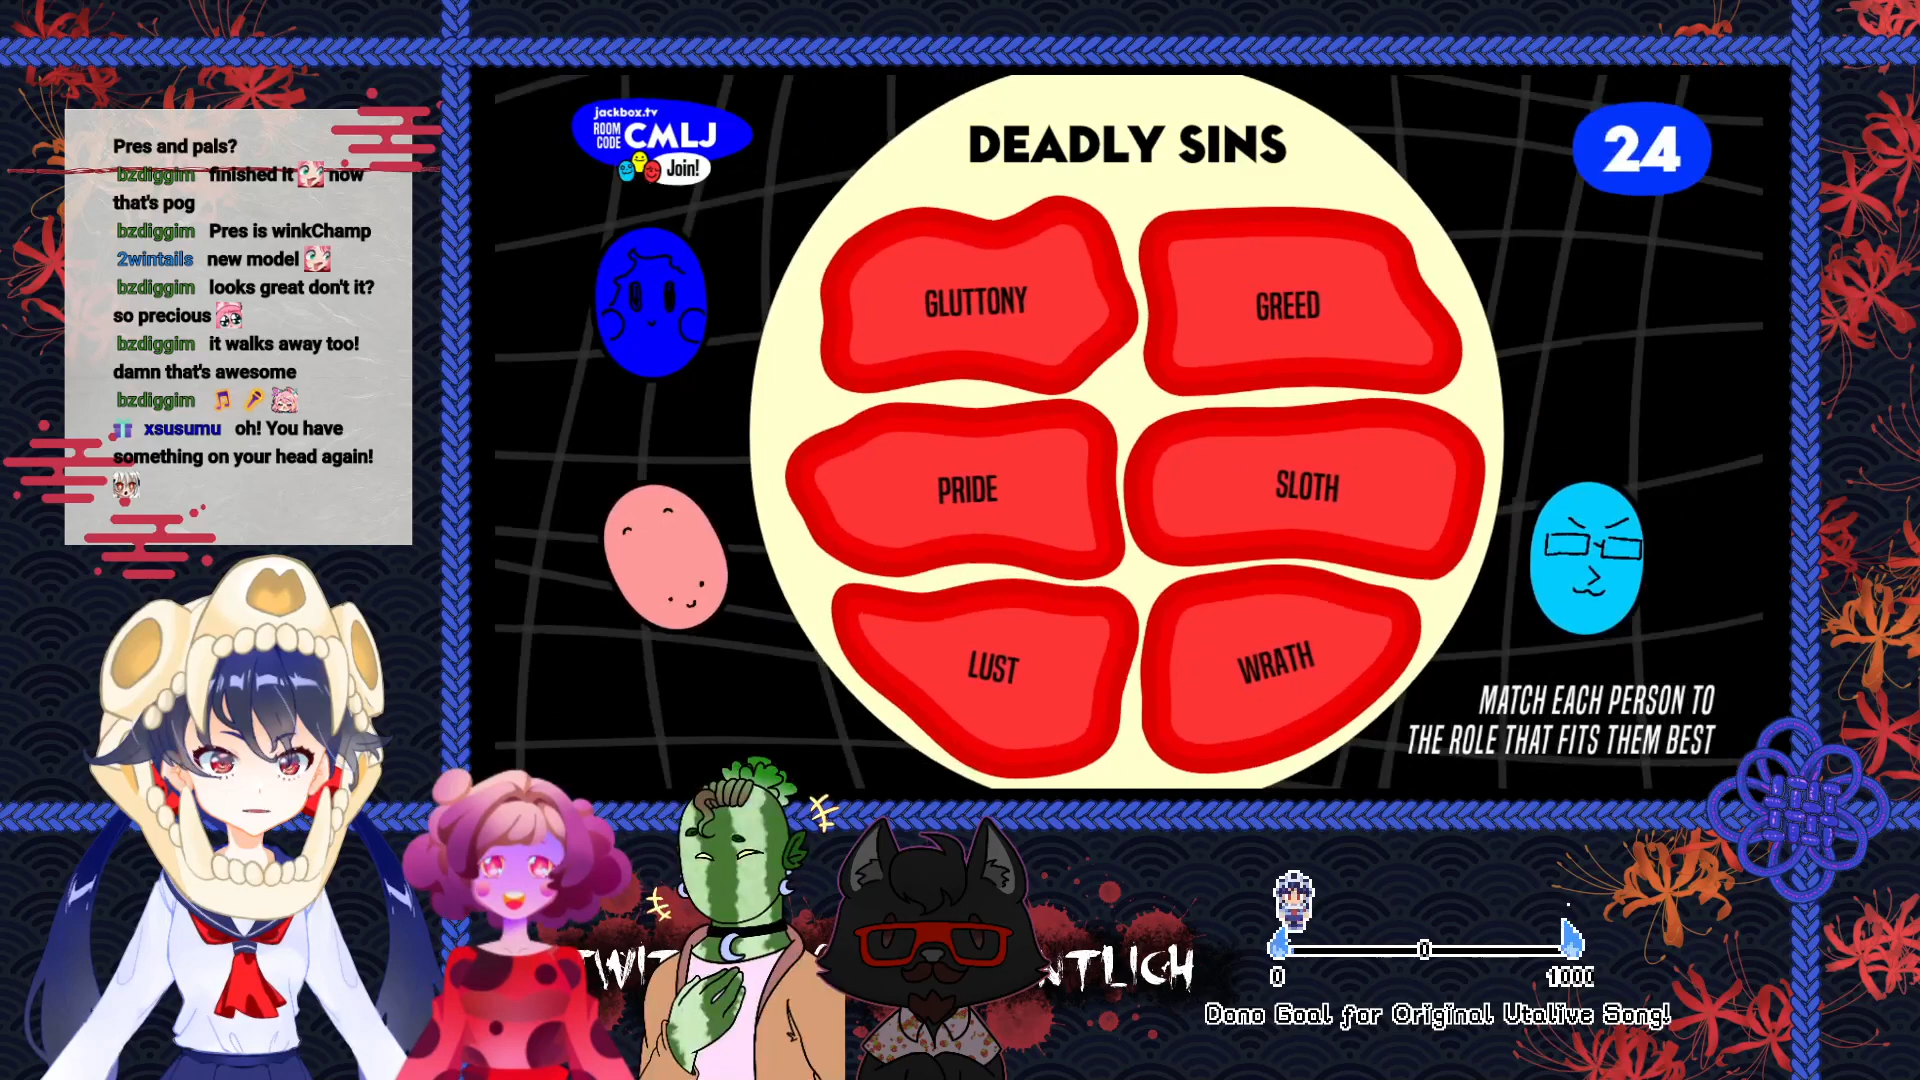 Pres and pals?
bzdiggim finished it now
that's pog
bzdiggim Pres is winkChamp
2wintails new model
bzdiggim looks great don't it?
so precious
bzdiggim it walks away too!
damn that's awesome
bzdiggim
xsusumu oh! You have
something on your head again!
jackbox.tv
ROOM CODE CMLJ
Join!
DEADLY SINS
24
GLUTTONY
GREED
PRIDE
SLOTH
LUST
WRATH
MATCH EACH PERSON TO
THE ROLE THAT FITS THEM BEST
0
0 1000
Dono Goal for Original Utalive Song!